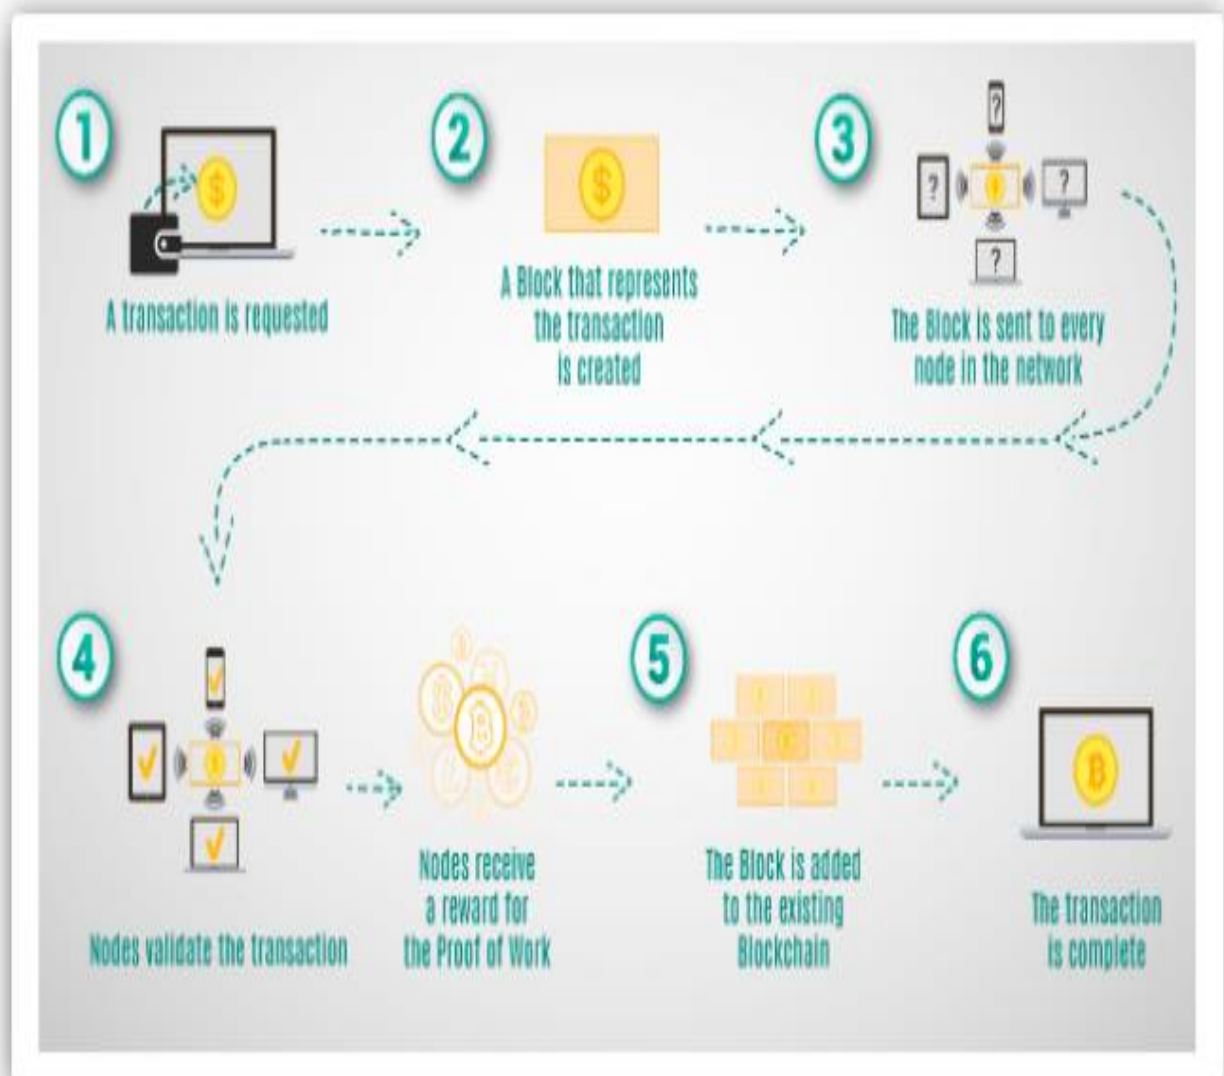 1
A transaction is requested
2
A Block that represents
the transaction
is created
3
The Block is sent to every
node in the network
4
Nodes validate the transaction
Nodes receive
a reward for
the Proof of Work
5
The Block is added
to the existing
Blockchain
6
The transaction
is complete